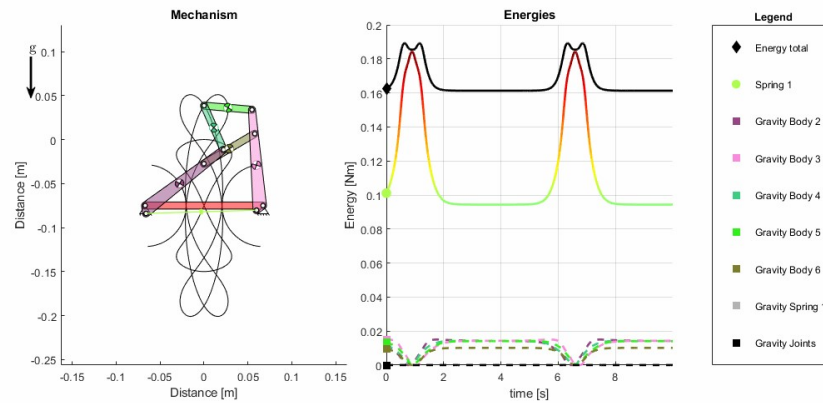 Mechanism
g
0.1
0.05
0
-0.05
-0.1
-0.15
-0.2
-0.25
Distance [m]
-0.15
-0.1
-0.05
0
0.05
0.1
0.15
Distance [m]
Energies
0.2
0.18
0.16
0.14
0.12
0.1
0.08
0.06
0.04
0.02
0
Energy [Nm]
0
2
4
6
8
time [s]
Legend
Energy total
Spring 1
Gravity Body 2
Gravity Body 3
Gravity Body 4
Gravity Body 5
Gravity Body 6
Gravity Spring 1
Gravity Joints